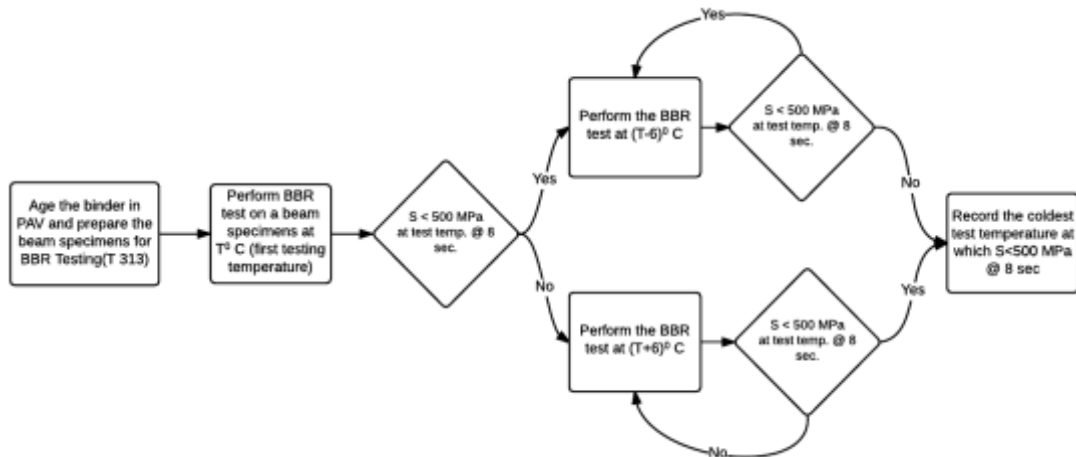 Age the binder in
PAV and prepare the
beam specimens for
BBR Testing(T 313)
Perform BBR
test on a beam
specimens at
T⁰ C (first testing
temperature)
S < 500 MPa
at test temp. @ 8
sec.
Yes
No
Perform the BBR
test at (T-6)⁰ C
S < 500 MPa
at test temp. @ 8
sec.
Yes
No
Perform the BBR
test at (T+6)⁰ C
S < 500 MPa
at test temp. @ 8
sec.
Yes
No
Record the coldest
test temperature at
which S<500 MPa
@ 8 sec